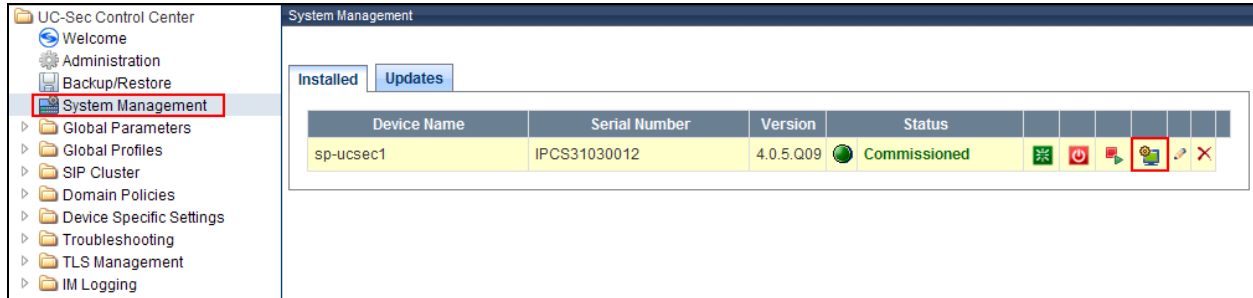 UC-Sec Control Center
Welcome
Administration
Backup/Restore
System Management
Global Parameters
Global Profiles
SIP Cluster
Domain Policies
Device Specific Settings
Troubleshooting
TLS Management
IM Logging
System Management
Installed Updates
Device Name Serial Number Version Status
sp-ucsec1 IPCS31030012 4.0.5.Q09 Commissioned